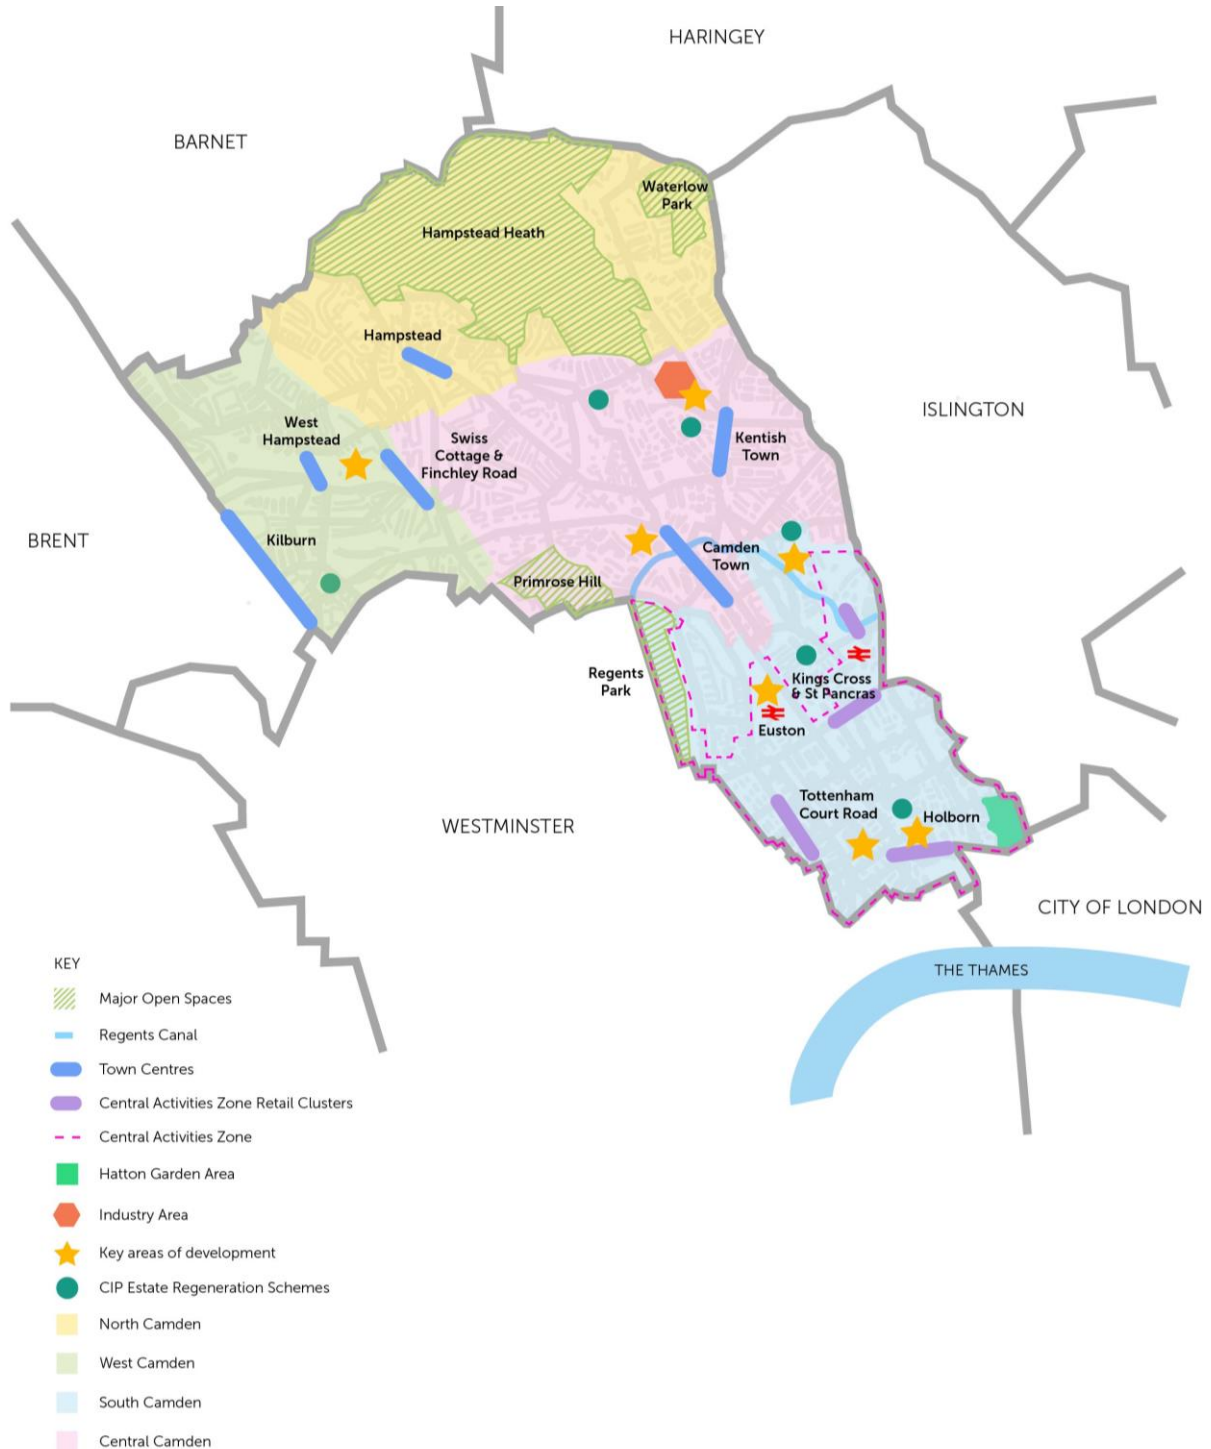 HARINGEY
BARNET
Waterlow
Park
Hampstead Heath
Hampstead
ISLINGTON
West
Hampstead
Swiss
Cottage &
Finchley Road
Kentish
Town
BRENT
Kilburn
Camden
Town
Primrose Hill
Regents
Park
Kings Cross
& St Pancras
Euston
Tottenham
Court Road
Holborn
WESTMINSTER
CITY OF LONDON
THE THAMES
KEY
Major Open Spaces
Regents Canal
Town Centres
Central Activities Zone Retail Clusters
Central Activities Zone
Hatton Garden Area
Industry Area
Key areas of development
CIP Estate Regeneration Schemes
North Camden
West Camden
South Camden
Central Camden